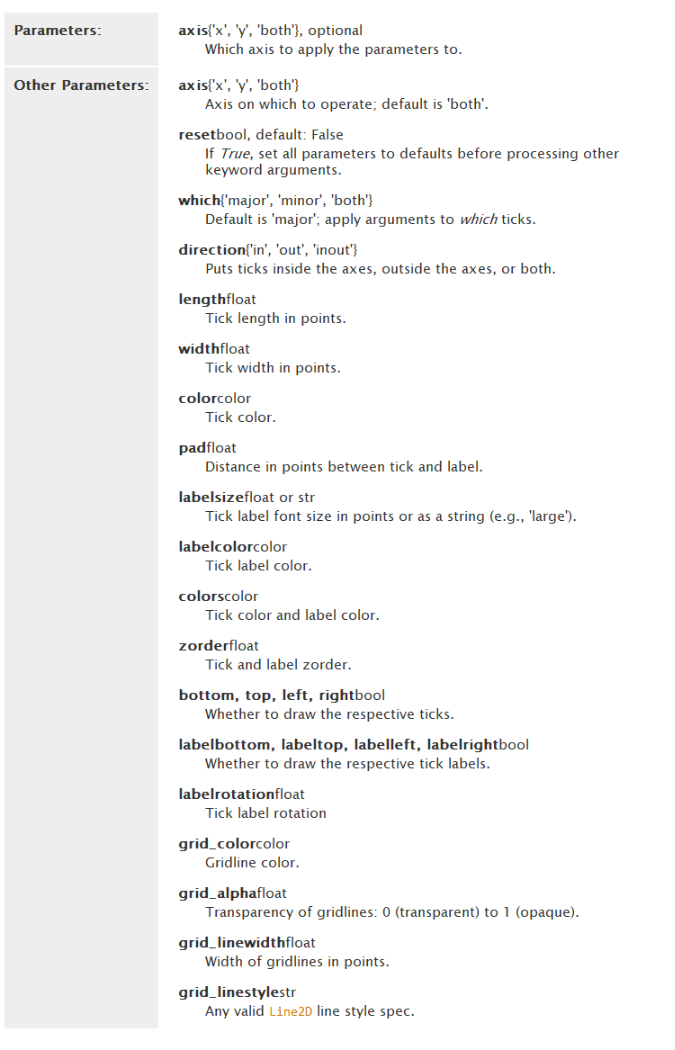 Parameters:
axis{'x', 'y', 'both'}, optional
Which axis to apply the parameters to.
Other Parameters:
axis{'x', 'y', 'both'}
Axis on which to operate; default is 'both'.
resetbool, default: False
If True, set all parameters to defaults before processing other
keyword arguments.
which{'major', 'minor', 'both'}
Default is 'major'; apply arguments to which ticks.
direction{'in', 'out', 'inout'}
Puts ticks inside the axes, outside the axes, or both.
lengthfloat
Tick length in points.
widthfloat
Tick width in points.
colorcolor
Tick color.
padfloat
Distance in points between tick and label.
labelsizefloat or str
Tick label font size in points or as a string (e.g., 'large').
labelcolorcolor
Tick label color.
colorscolor
Tick color and label color.
zorderfloat
Tick and label zorder.
bottom, top, left, rightbool
Whether to draw the respective ticks.
labelbottom, labeltop, labelleft, labelrightbool
Whether to draw the respective tick labels.
labelrotationfloat
Tick label rotation
grid_colorcolor
Gridline color.
grid_alphafloat
Transparency of gridlines: 0 (transparent) to 1 (opaque).
grid_linewidthfloat
Width of gridlines in points.
grid_linestylestr
Any valid Line2D line style spec.